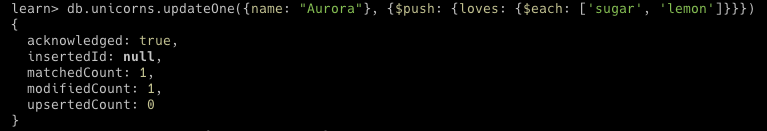 learn> db.unicorns.updateOne({name: "Aurora"}, {$push: {loves: {$each: ['sugar', 'lemon']}}})
{
  acknowledged: true,
  insertedId: null,
  matchedCount: 1,
  modifiedCount: 1,
  upsertedCount: 0
}